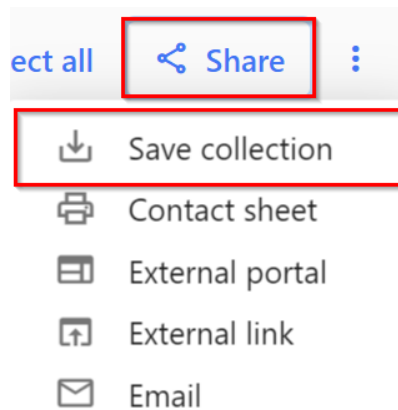 ect all Share
Save collection
Contact sheet
External portal
External link
Email